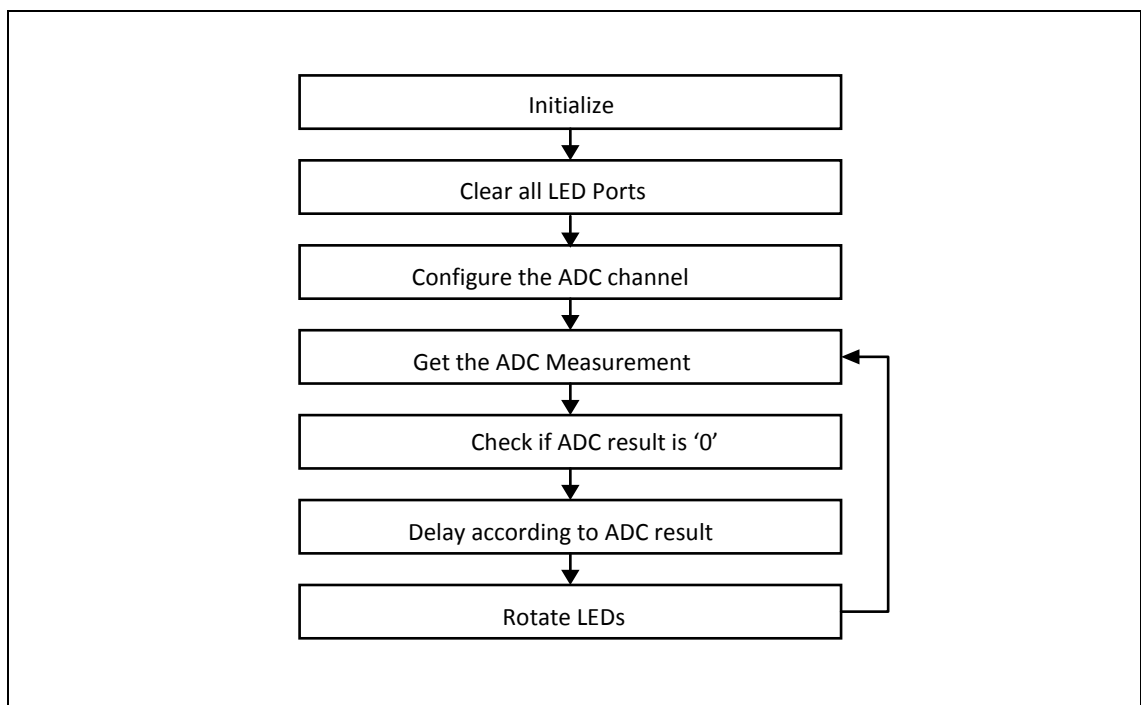 Initialize
Clear all LED Ports
Configure the ADC channel
Get the ADC Measurement
Check if ADC result is ‘0’
Delay according to ADC result
Rotate LEDs